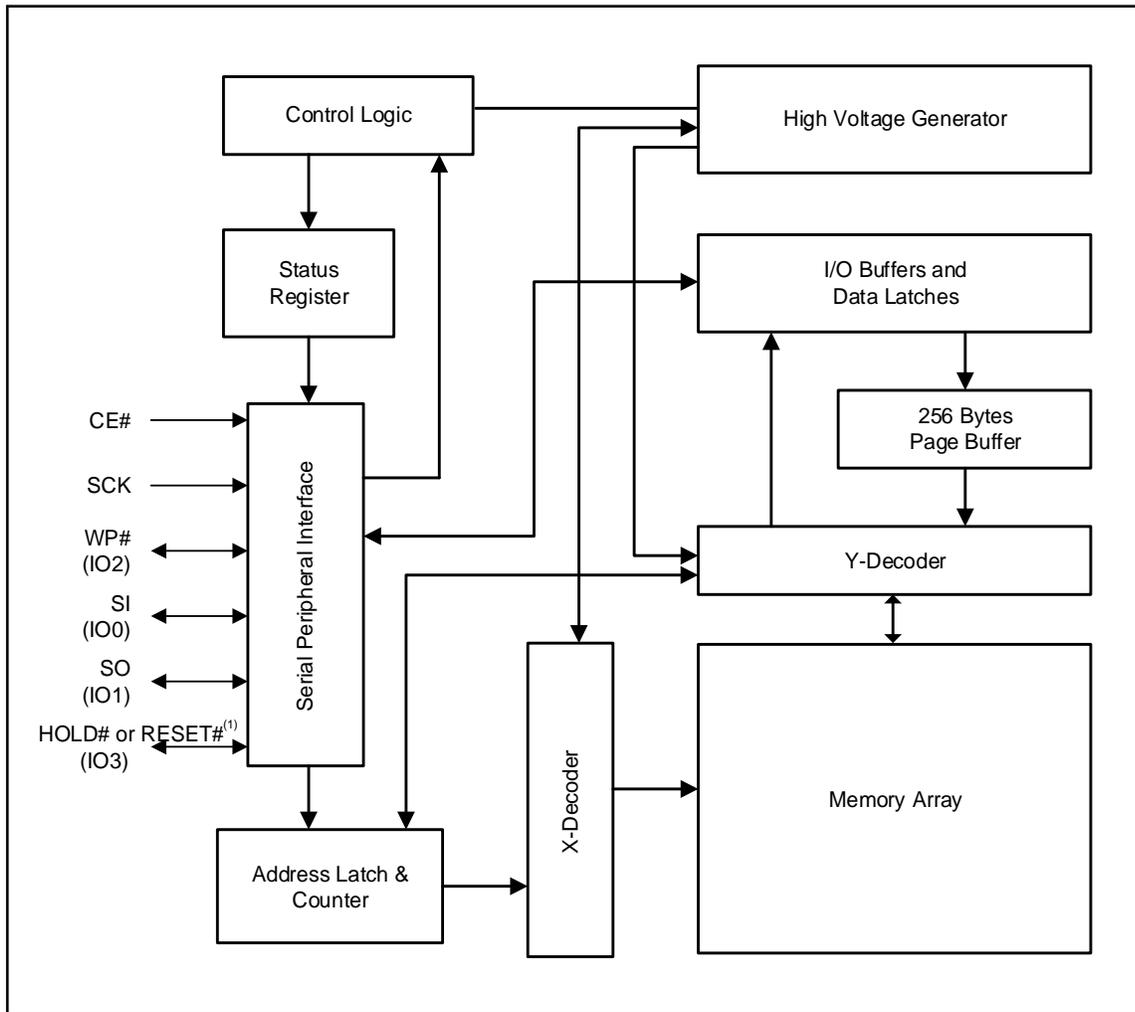 Control Logic
High Voltage Generator
Status
Register
I/O Buffers and
Data Latches
256 Bytes
Page Buffer
CE#
SCK
WP#
(IO2)
SI
(IO0)
SO
(IO1)
HOLD# or RESET#(1)
(IO3)
Serial Peripheral Interface
Y-Decoder
X-Decoder
Memory Array
Address Latch &
Counter